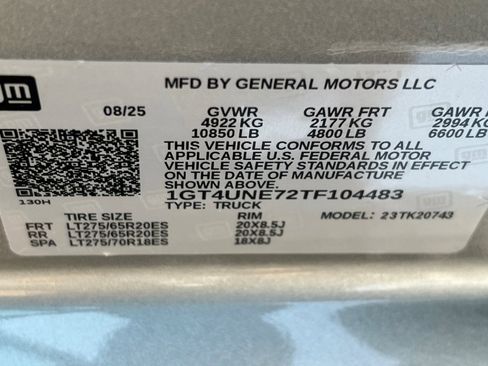 gm
MFD BY GENERAL MOTORS LLC
08/25 GVWR GAWR FRT GAWR
4922 KG 2177 KG 2994 KG
10850 LB 4800 LB 6600 LB
THIS VEHICLE CONFORMS TO ALL
APPLICABLE U.S. FEDERAL MOTOR
VEHICLE SAFETY STANDARDS IN EFFECT
ON THE DATE OF MANUFACTURE
SHOWN ABOVE.
130H 1GT4UNE72TF104483
TYPE: TRUCK MODEL: 23TK20743
TIRE SIZE RIM
FRT LT275/65R20ES 20X8.5J
RR LT275/65R20ES 20X8.5J
SPA LT275/70R18ES 18X8J